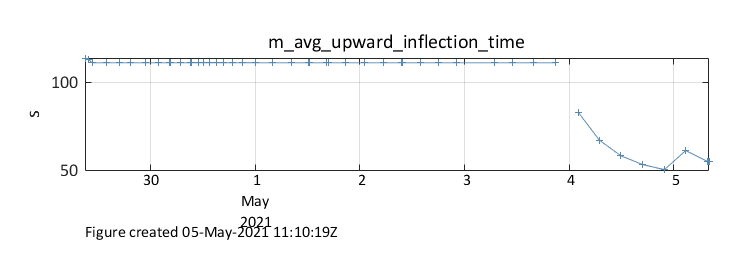 m_avg_upward_inflection_time
100
s
50
30 1 2 3 4 5
May
2021
Figure created 05-May-2021 11:10:19Z